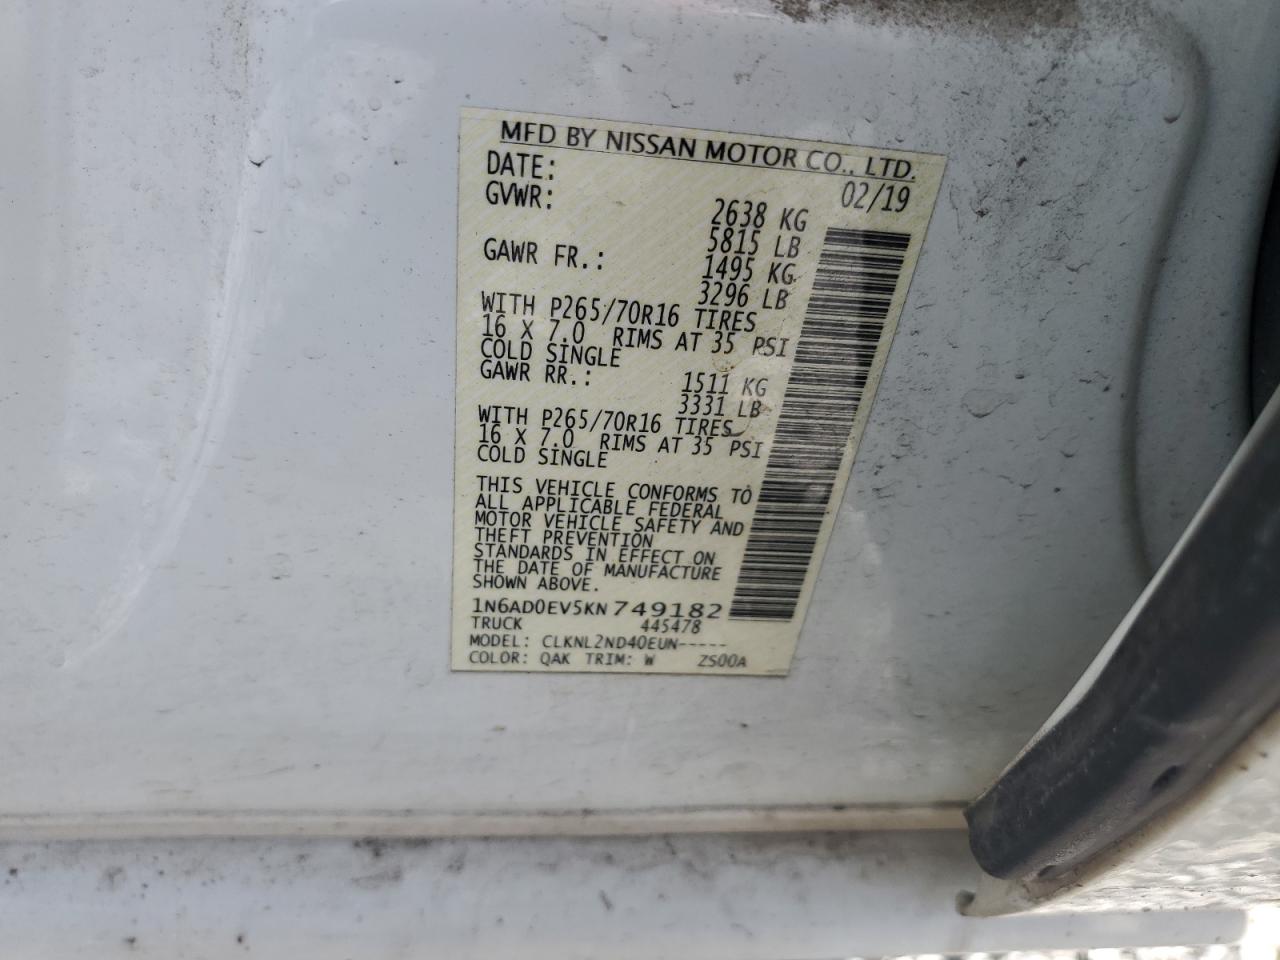 MFD BY NISSAN MOTOR CO., LTD.
DATE: 02/19
GVWR: 2638 KG
5815 LB
GAWR FR.: 1495 KG
3296 LB
WITH P265/70R16 TIRES
16 X 7.0 RIMS AT 35 PSI
COLD SINGLE
GAWR RR.: 1511 KG
3331 LB
WITH P265/70R16 TIRES
16 X 7.0 RIMS AT 35 PSI
COLD SINGLE
THIS VEHICLE CONFORMS TO
ALL APPLICABLE FEDERAL
MOTOR VEHICLE SAFETY AND
THEFT PREVENTION
STANDARDS IN EFFECT ON
THE DATE OF MANUFACTURE
SHOWN ABOVE.
1N6AD0EV5KN749182
TRUCK 445478
MODEL: CLKNL2ND40EUN-----
COLOR: QAK TRIM: W ZS00A